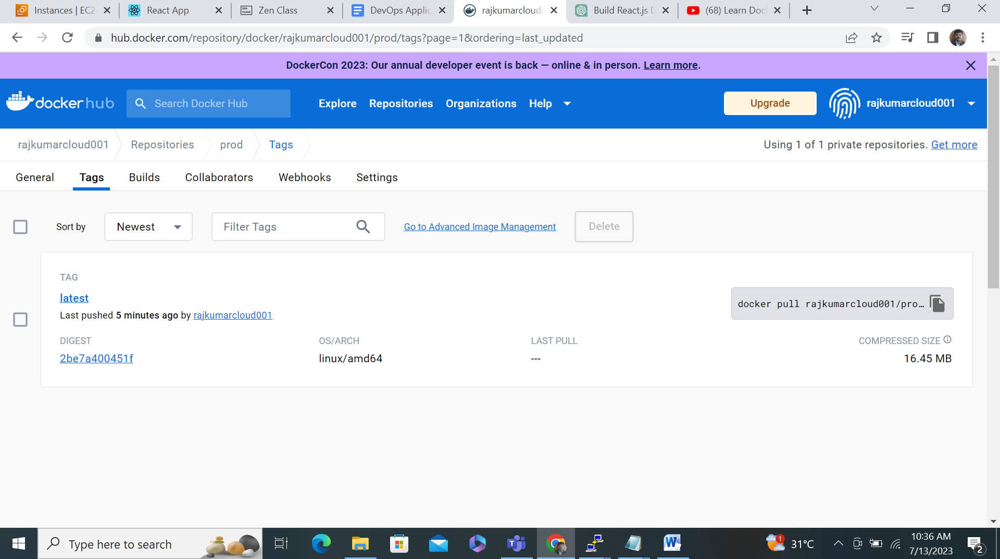 Instances | EC2
React App
Zen Class
DevOps Applic
rajkumarcloud0
Build React.js D
(68) Learn Doc
hub.docker.com/repository/docker/rajkumarcloud001/prod/tags?page=1&ordering=last_updated
DockerCon 2023: Our annual developer event is back — online & in person. Learn more.
docker hub
Search Docker Hub
Explore
Repositories
Organizations
Help
Upgrade
rajkumarcloud001
rajkumarcloud001
Repositories
prod
Tags
Using 1 of 1 private repositories. Get more
General
Tags
Builds
Collaborators
Webhooks
Settings
Sort by
Newest
Filter Tags
Go to Advanced Image Management
Delete
TAG
latest
Last pushed 5 minutes ago by rajkumarcloud001
docker pull rajkumarcloud001/pro…
DIGEST
OS/ARCH
LAST PULL
COMPRESSED SIZE
2be7a400451f
linux/amd64
---
16.45 MB
Type here to search
1
31°C
10:36 AM
7/13/2023
2